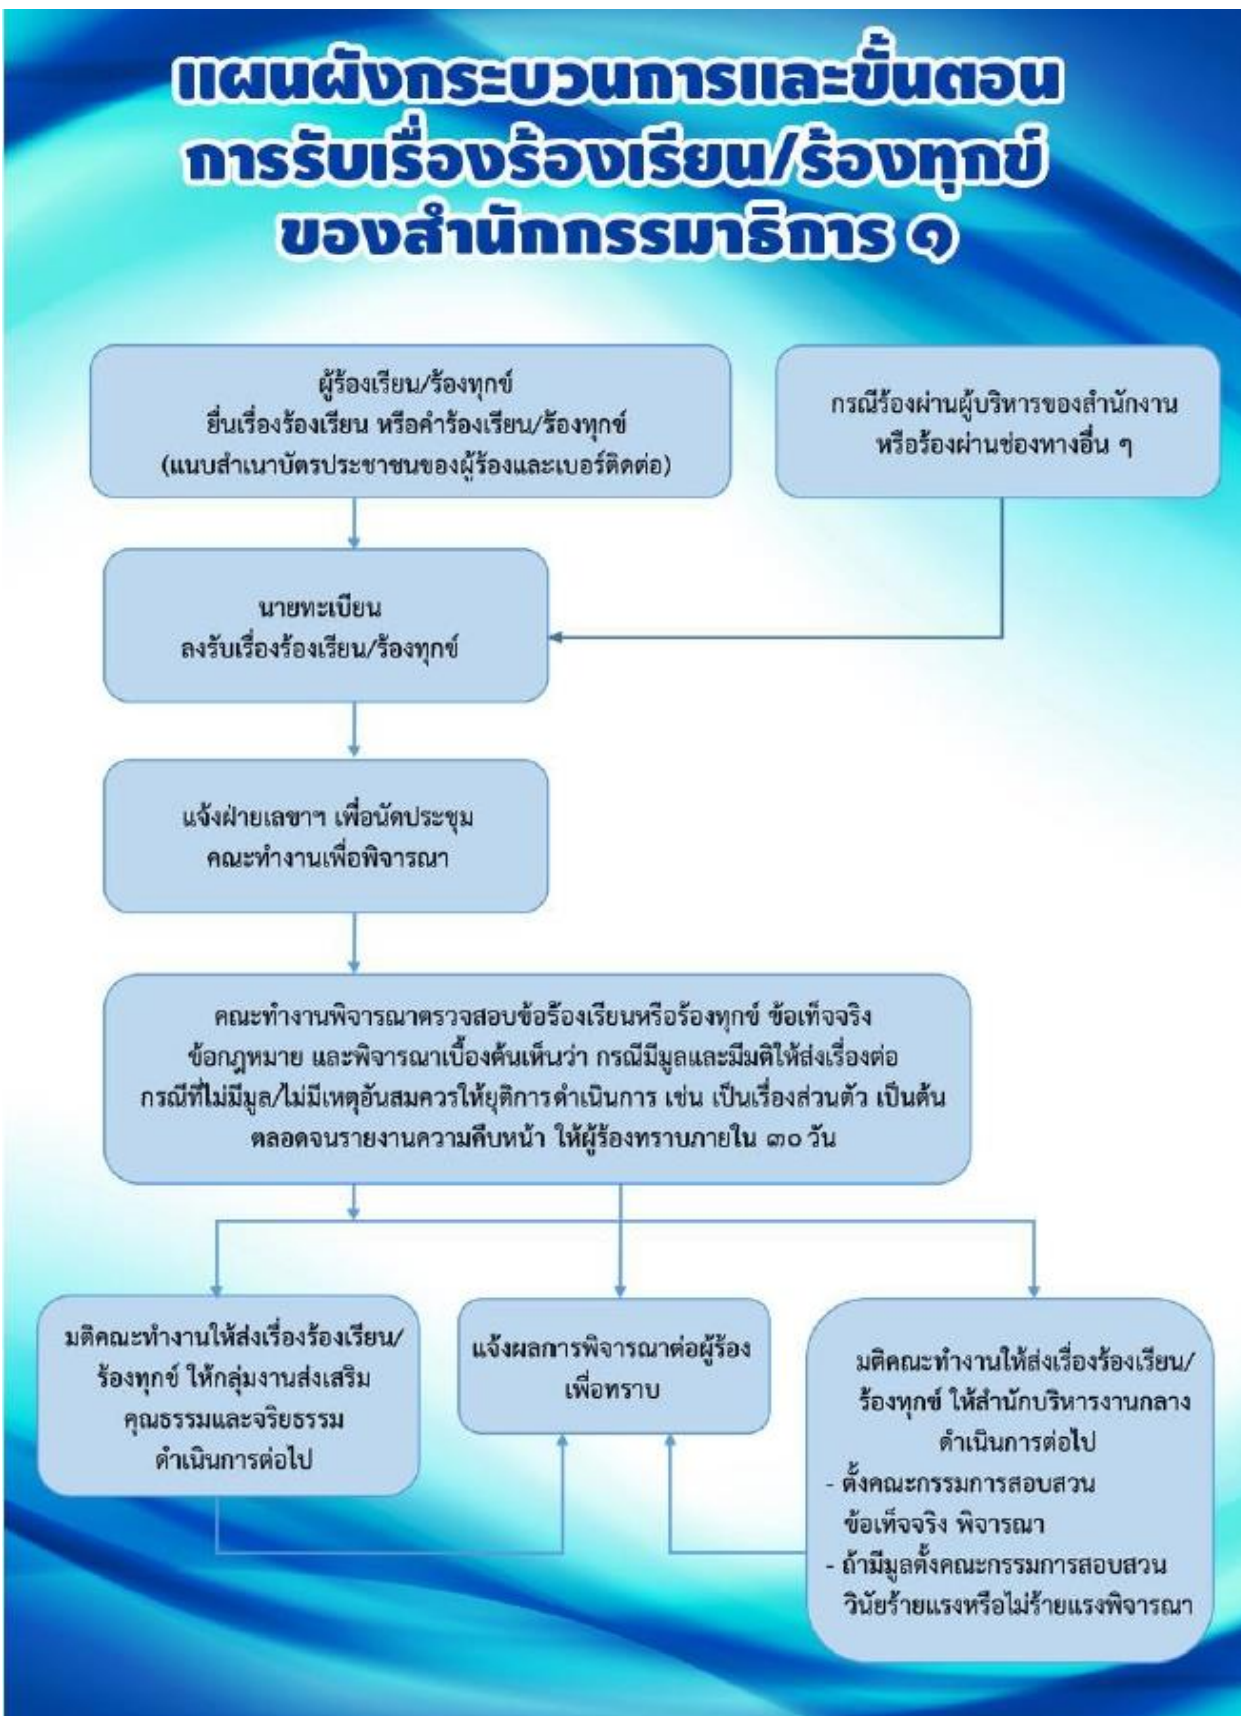 แผนผังกระบวนการและขั้นตอน
การรับเรื่องร้องเรียน/ร้องทุกข์
ของสำนักกรรมาธิการ ๑
ผู้ร้องเรียน/ร้องทุกข์
ยื่นเรื่องร้องเรียน หรือคำร้องเรียน/ร้องทุกข์
(แนบสำเนาบัตรประชาชนของผู้ร้องและเบอร์ติดต่อ)
กรณีร้องผ่านผู้บริหารของสำนักงาน
หรือร้องผ่านช่องทางอื่น ๆ
นายทะเบียน
ลงรับเรื่องร้องเรียน/ร้องทุกข์
แจ้งฝ่ายเลขาฯ เพื่อนัดประชุม
คณะทำงานเพื่อพิจารณา
คณะทำงานพิจารณาตรวจสอบข้อร้องเรียนหรือร้องทุกข์ ข้อเท็จจริง
ข้อกฎหมาย และพิจารณาเบื้องต้นเห็นว่า กรณีมีมูลและมีมติให้ส่งเรื่องต่อ
กรณีที่ไม่มีมูล/ไม่มีเหตุอันสมควรให้ยุติการดำเนินการ เช่น เป็นเรื่องส่วนตัว เป็นต้น
ตลอดจนรายงานความคืบหน้า ให้ผู้ร้องทราบภายใน ๓๐ วัน
มติคณะทำงานให้ส่งเรื่องร้องเรียน/
ร้องทุกข์ ให้กลุ่มงานส่งเสริม
คุณธรรมและจริยธรรม
ดำเนินการต่อไป
แจ้งผลการพิจารณาต่อผู้ร้อง
เพื่อทราบ
มติคณะทำงานให้ส่งเรื่องร้องเรียน/
ร้องทุกข์ ให้สำนักบริหารงานกลาง
ดำเนินการต่อไป
- ตั้งคณะกรรมการสอบสวน
ข้อเท็จจริง พิจารณา
- ถ้ามีมูลตั้งคณะกรรมการสอบสวน
วินัยร้ายแรงหรือไม่ร้ายแรงพิจารณา